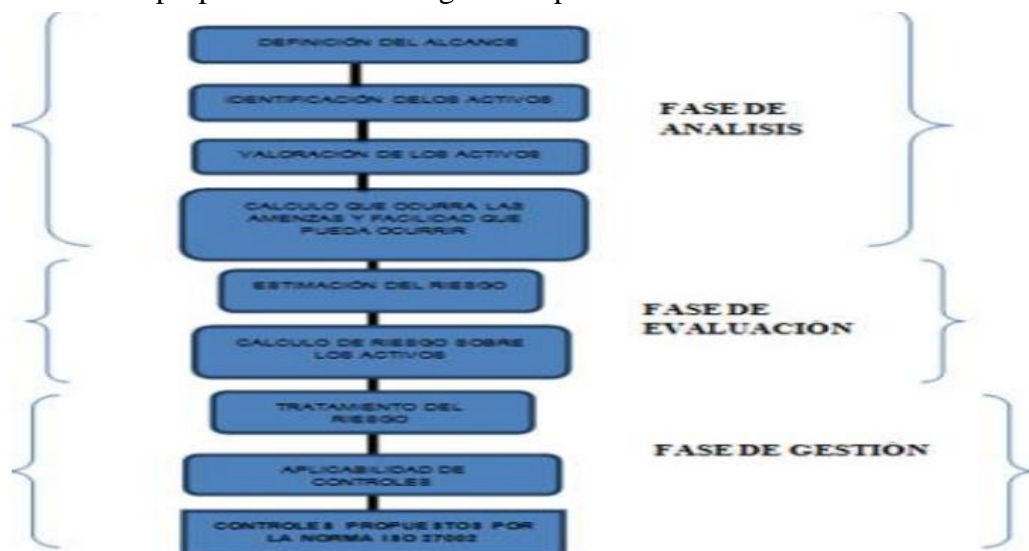 DEFINICIÓN DEL ALCANCE
IDENTIFICACIÓN DELOS ACTIVOS
VALORACIÓN DE LOS ACTIVOS
CALCULO QUE OCURRA LAS
AMENZAS Y FACILIDAD QUE
PUEDA OCURRIR
FASE DE
ANALISIS
ESTIMACIÓN DEL RIESGO
CALCULO DE RIESGO SOBRE
LOS ACTIVOS
FASE DE
EVALUACIÓN
TRATAMIENTO DEL
RIESGO
APLICABILIDAD DE
CONTROLES
CONTROLES PROPUESTOS POR
LA NORMA ISO 27002
FASE DE GESTIÓN